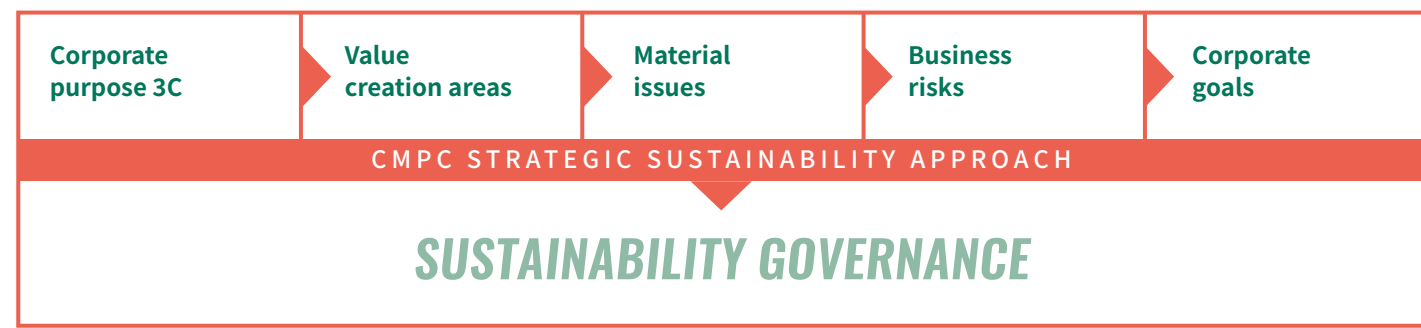 Corporate
purpose 3C
Value
creation areas
Material
issues
Business
risks
Corporate
goals
CMPC STRATEGIC SUSTAINABILITY APPROACH
SUSTAINABILITY GOVERNANCE